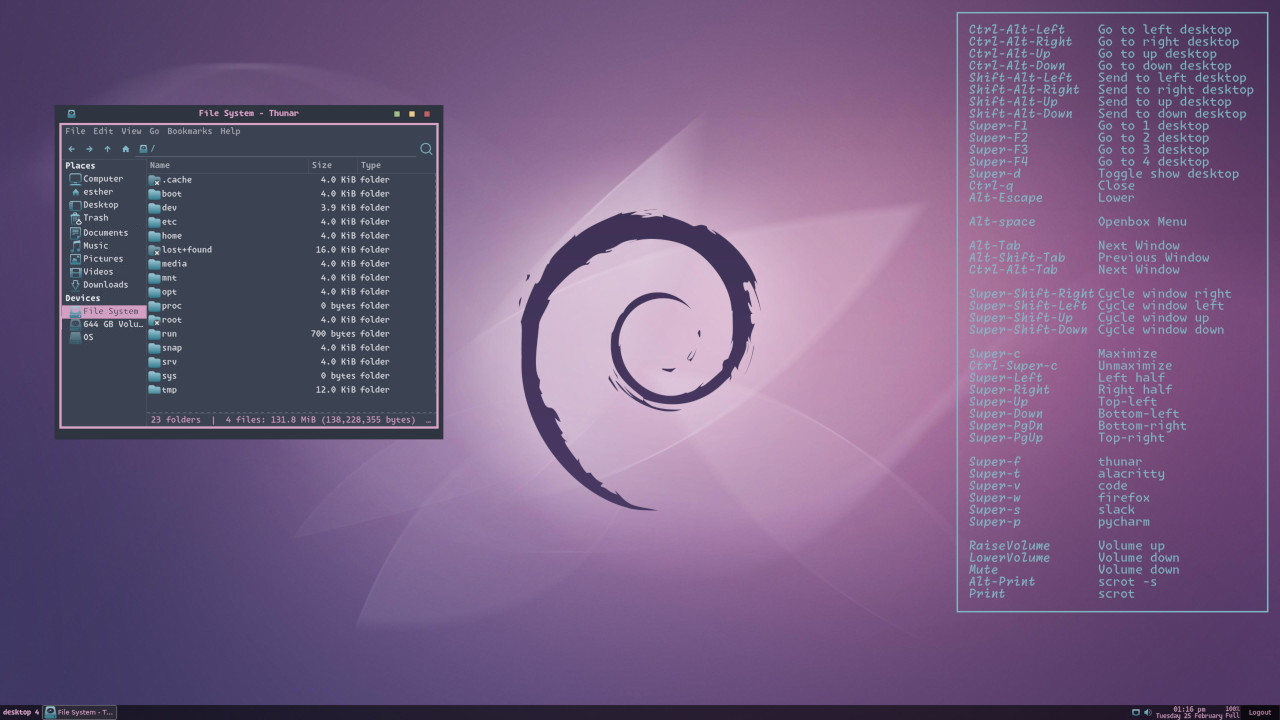 File System - Thunar
File Edit View Go Bookmarks Help
/
Places
Computer
esther
Desktop
Trash
Documents
Music
Pictures
Videos
Downloads
Devices
File System
644 GB Volu…
OS
Name Size Type
.cache 4.0 KiB folder
boot 4.0 KiB folder
dev 3.9 KiB folder
etc 4.0 KiB folder
home 4.0 KiB folder
lost+found 16.0 KiB folder
media 4.0 KiB folder
mnt 4.0 KiB folder
opt 4.0 KiB folder
proc 0 bytes folder
root 4.0 KiB folder
run 700 bytes folder
snap 4.0 KiB folder
srv 4.0 KiB folder
sys 0 bytes folder
tmp 12.0 KiB folder
23 folders | 4 files: 131.8 MiB (138,228,355 bytes) …
Ctrl-Alt-Left Go to left desktop
Ctrl-Alt-Right Go to right desktop
Ctrl-Alt-Up Go to up desktop
Ctrl-Alt-Down Go to down desktop
Shift-Alt-Left Send to left desktop
Shift-Alt-Right Send to right desktop
Shift-Alt-Up Send to up desktop
Shift-Alt-Down Send to down desktop
Super-F1 Go to 1 desktop
Super-F2 Go to 2 desktop
Super-F3 Go to 3 desktop
Super-F4 Go to 4 desktop
Super-d Toggle show desktop
Ctrl-q Close
Alt-Escape Lower
Alt-space Openbox Menu
Alt-Tab Next Window
Alt-Shift-Tab Previous Window
Ctrl-Alt-Tab Next Window
Super-Shift-Right Cycle window right
Super-Shift-Left Cycle window left
Super-Shift-Up Cycle window up
Super-Shift-Down Cycle window down
Super-c Maximize
Ctrl-Super-c Unmaximize
Super-Left Left half
Super-Right Right half
Super-Up Top-left
Super-Down Bottom-left
Super-PgDn Bottom-right
Super-PgUp Top-right
Super-f thunar
Super-t alacritty
Super-v code
Super-w firefox
Super-s slack
Super-p pycharm
RaiseVolume Volume up
LowerVolume Volume down
Mute Volume down
Alt-Print scrot -s
Print scrot
desktop 4
File System - T...
01:16 pm
Tuesday 25 February
100%
Full
Logout